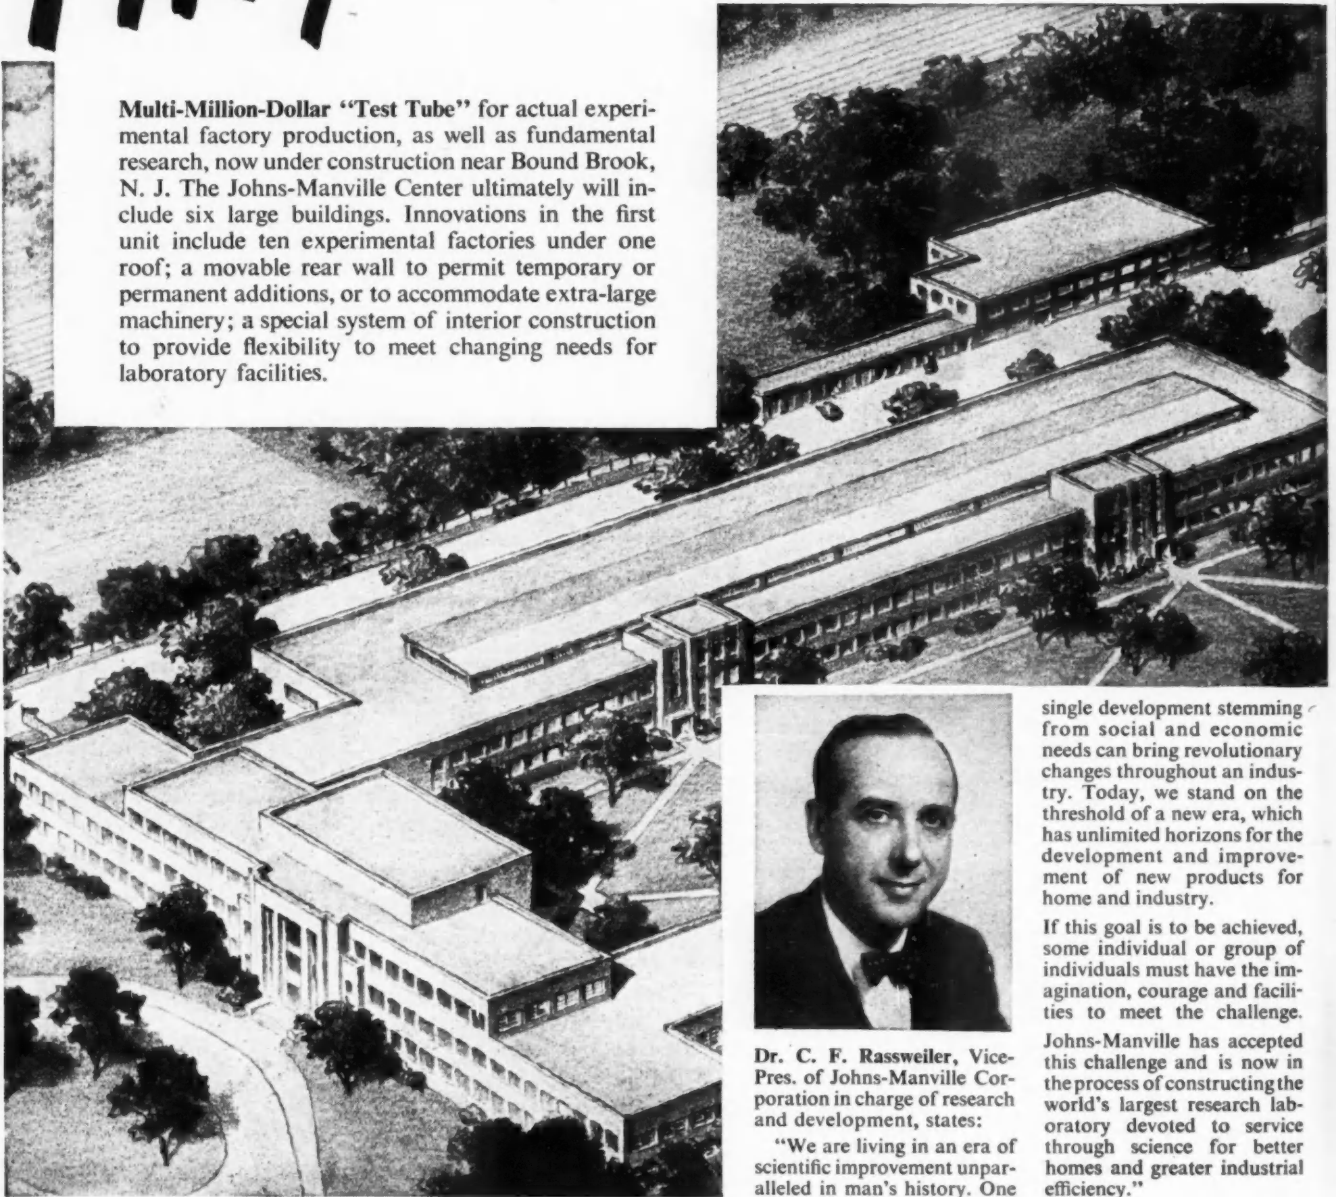 Multi-Million-Dollar “Test Tube” for actual experi-
mental factory production, as well as fundamental
research, now under construction near Bound Brook,
N. J. The Johns-Manville Center ultimately will in-
clude six large buildings. Innovations in the first
unit include ten experimental factories under one
roof; a movable rear wall to permit temporary or
permanent additions, or to accommodate extra-large
machinery; a special system of interior construction
to provide flexibility to meet changing needs for
laboratory facilities.
Dr. C. F. Rassweiler, Vice-
Pres. of Johns-Manville Cor-
poration in charge of research
and development, states:
“We are living in an era of
scientific improvement unpar-
alleled in man's history. One
single development stemming
from social and economic
needs can bring revolutionary
changes throughout an indus-
try. Today, we stand on the
threshold of a new era, which
has unlimited horizons for the
development and improve-
ment of new products for
home and industry.
If this goal is to be achieved,
some individual or group of
individuals must have the im-
agination, courage and facili-
ties to meet the challenge.
Johns-Manville has accepted
this challenge and is now in
the process of constructing the
world's largest research lab-
oratory devoted to service
through science for better
homes and greater industrial
efficiency.”